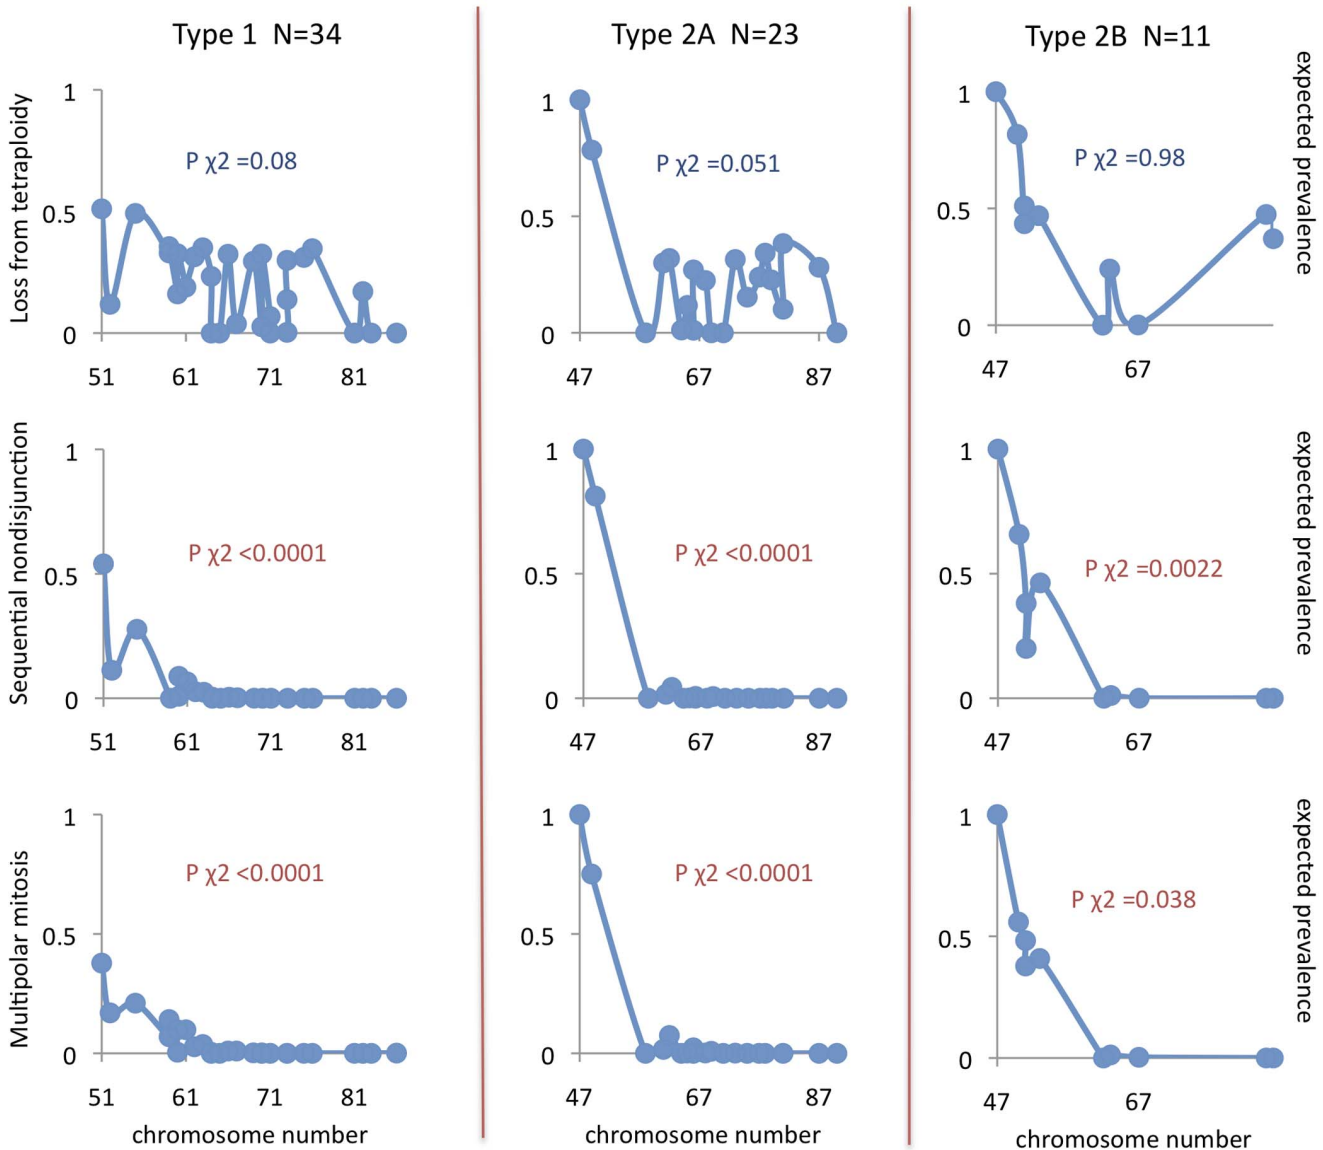 Type 1 N=34
Type 2A N=23
Type 2B N=11
Loss from tetraploidy
1
0.5
0
P χ2 =0.08
51 61 71 81
1
0.5
0
P χ2 =0.051
47 67 87
1
0.5
0
P χ2 =0.98
47 67
expected prevalence
Sequential nondisjunction
1
0.5
0
P χ2 <0.0001
51 61 71 81
1
0.5
0
P χ2 <0.0001
47 67 87
1
0.5
0
P χ2 =0.0022
47 67
expected prevalence
Multipolar mitosis
1
0.5
0
P χ2 <0.0001
51 61 71 81
chromosome number
1
0.5
0
P χ2 <0.0001
47 67 87
chromosome number
1
0.5
0
P χ2 =0.038
47 67
chromosome number
expected prevalence